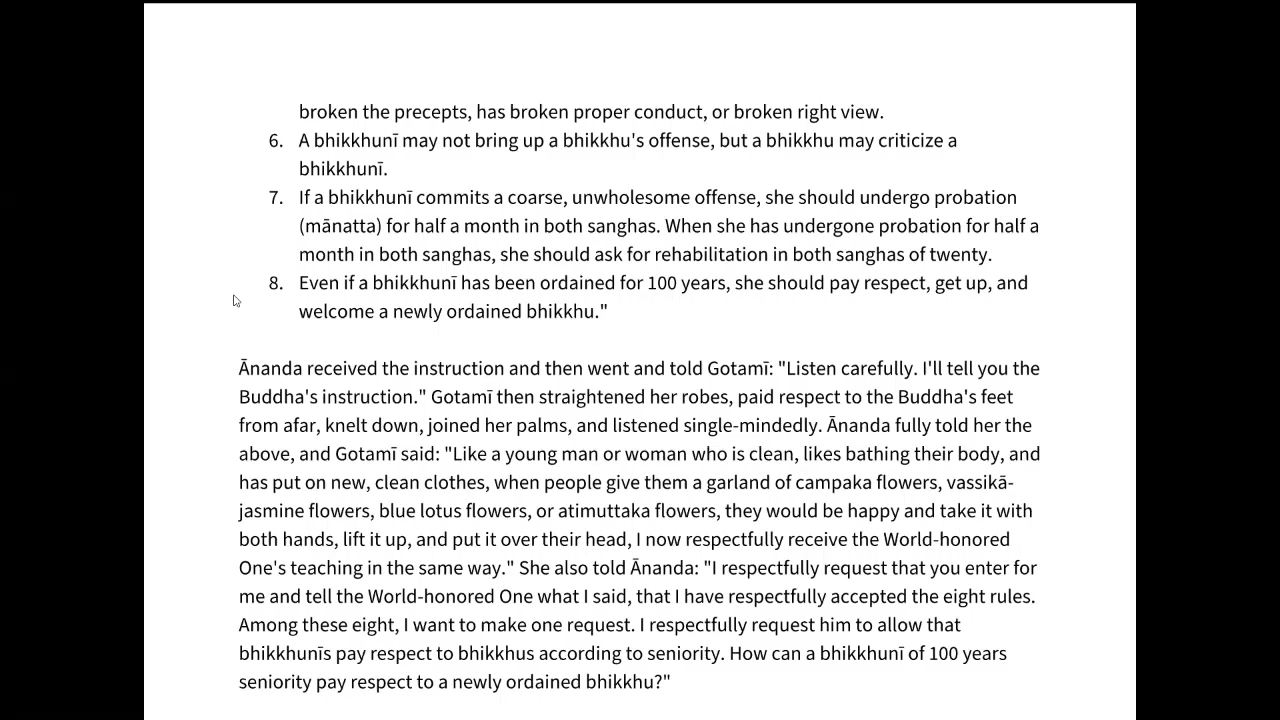 broken the precepts, has broken proper conduct, or broken right view.
6. A bhikkhunī may not bring up a bhikkhu's offense, but a bhikkhu may criticize a
bhikkhunī.
7. If a bhikkhunī commits a coarse, unwholesome offense, she should undergo probation
(mānatta) for half a month in both sanghas. When she has undergone probation for half a
month in both sanghas, she should ask for rehabilitation in both sanghas of twenty.
8. Even if a bhikkhunī has been ordained for 100 years, she should pay respect, get up, and
welcome a newly ordained bhikkhu."
Ānanda received the instruction and then went and told Gotamī: "Listen carefully. I'll tell you the
Buddha's instruction." Gotamī then straightened her robes, paid respect to the Buddha's feet
from afar, knelt down, joined her palms, and listened single-mindedly. Ānanda fully told her the
above, and Gotamī said: "Like a young man or woman who is clean, likes bathing their body, and
has put on new, clean clothes, when people give them a garland of campaka flowers, vassikā-
jasmine flowers, blue lotus flowers, or atimuttaka flowers, they would be happy and take it with
both hands, lift it up, and put it over their head, I now respectfully receive the World-honored
One's teaching in the same way." She also told Ānanda: "I respectfully request that you enter for
me and tell the World-honored One what I said, that I have respectfully accepted the eight rules.
Among these eight, I want to make one request. I respectfully request him to allow that
bhikkhunīs pay respect to bhikkhus according to seniority. How can a bhikkhunī of 100 years
seniority pay respect to a newly ordained bhikkhu?"